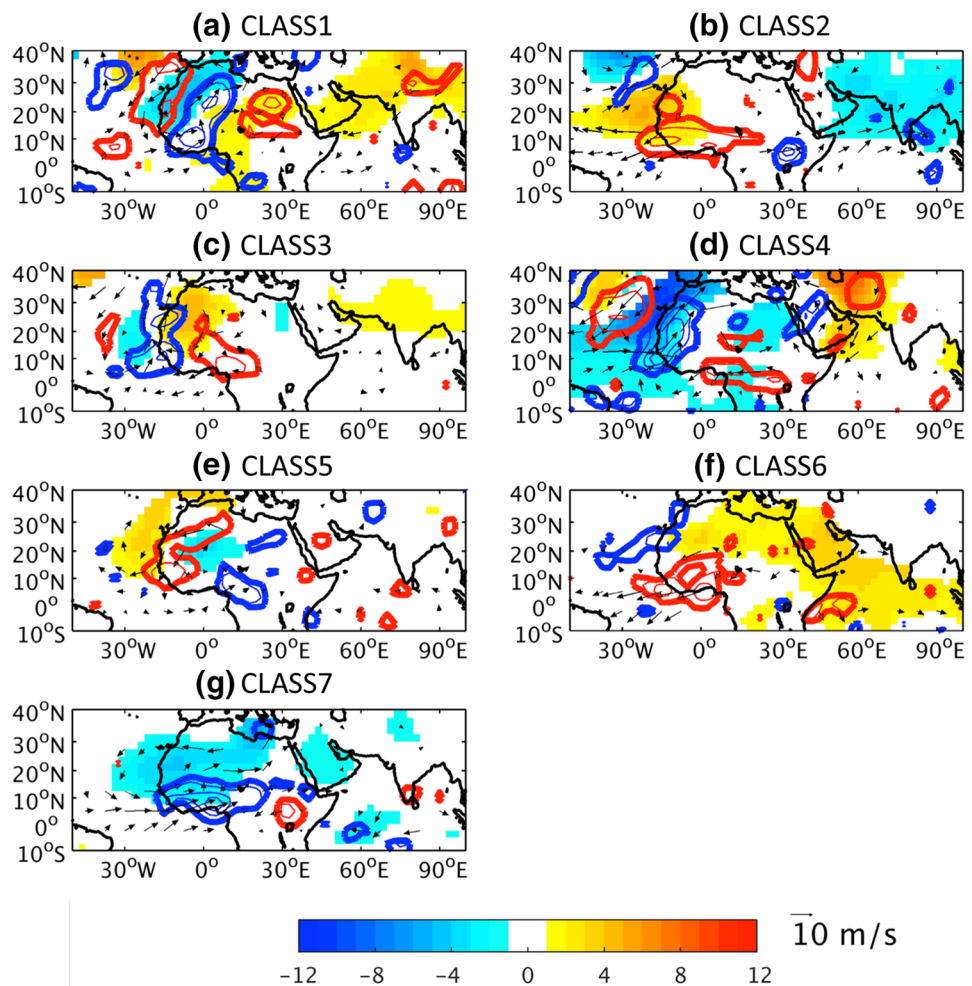 (a) CLASS1 (b) CLASS2
40°N 40°N
30°N 30°N
20°N 20°N
10°N 10°N
0° 0°
10°S 10°S
30°W 0° 30°E 60°E 90°E 30°W 0° 30°E 60°E 90°E
(c) CLASS3 (d) CLASS4
40°N 40°N
30°N 30°N
20°N 20°N
10°N 10°N
0° 0°
10°S 10°S
30°W 0° 30°E 60°E 90°E 30°W 0° 30°E 60°E 90°E
(e) CLASS5 (f) CLASS6
40°N 40°N
30°N 30°N
20°N 20°N
10°N 10°N
0° 0°
10°S 10°S
30°W 0° 30°E 60°E 90°E 30°W 0° 30°E 60°E 90°E
(g) CLASS7
40°N
30°N
20°N
10°N
0°
10°S
30°W 0° 30°E 60°E 90°E
10 m/s
−12 −8 −4 0 4 8 12